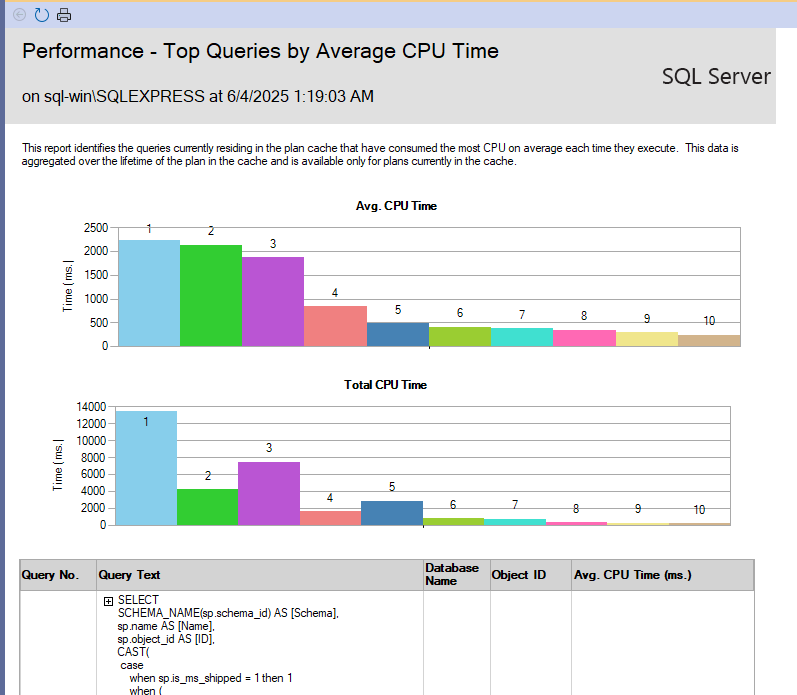 Performance - Top Queries by Average CPU Time
SQL Server
on sql-win\SQLEXPRESS at 6/4/2025 1:19:03 AM
This report identifies the queries currently residing in the plan cache that have consumed the most CPU on average each time they execute.  This data is
aggregated over the lifetime of the plan in the cache and is available only for plans currently in the cache.
Avg. CPU Time
Time (ms.)
2500
2000
1500
1000
500
0
1 2 3 4 5 6 7 8 9 10
Total CPU Time
Time (ms.)
14000
12000
10000
8000
6000
4000
2000
0
1 2 3 4 5 6 7 8 9 10
Query No. Query Text Database Name Object ID Avg. CPU Time (ms.)
SELECT
SCHEMA_NAME(sp.schema_id) AS [Schema],
sp.name AS [Name],
sp.object_id AS [ID],
CAST(
case
when sp.is_ms_shipped = 1 then 1
when (